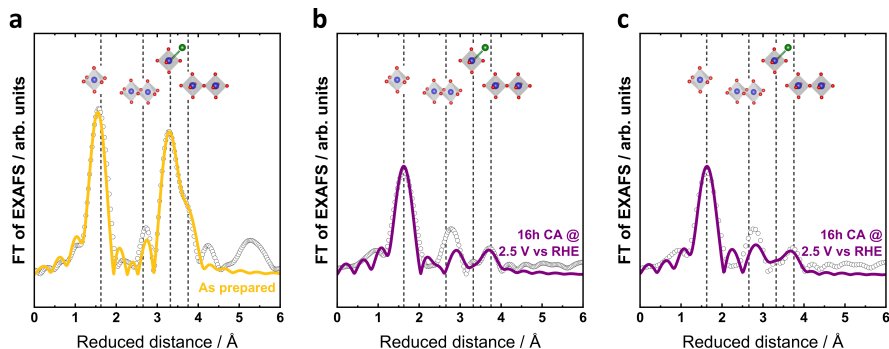 a
FT of EXAFS / arb. units
As prepared
0 1 2 3 4 5 6
Reduced distance / Å
b
FT of EXAFS / arb. units
16h CA @
2.5 V vs RHE
0 1 2 3 4 5 6
Reduced distance / Å
c
FT of EXAFS / arb. units
16h CA @
2.5 V vs RHE
0 1 2 3 4 5 6
Reduced distance / Å